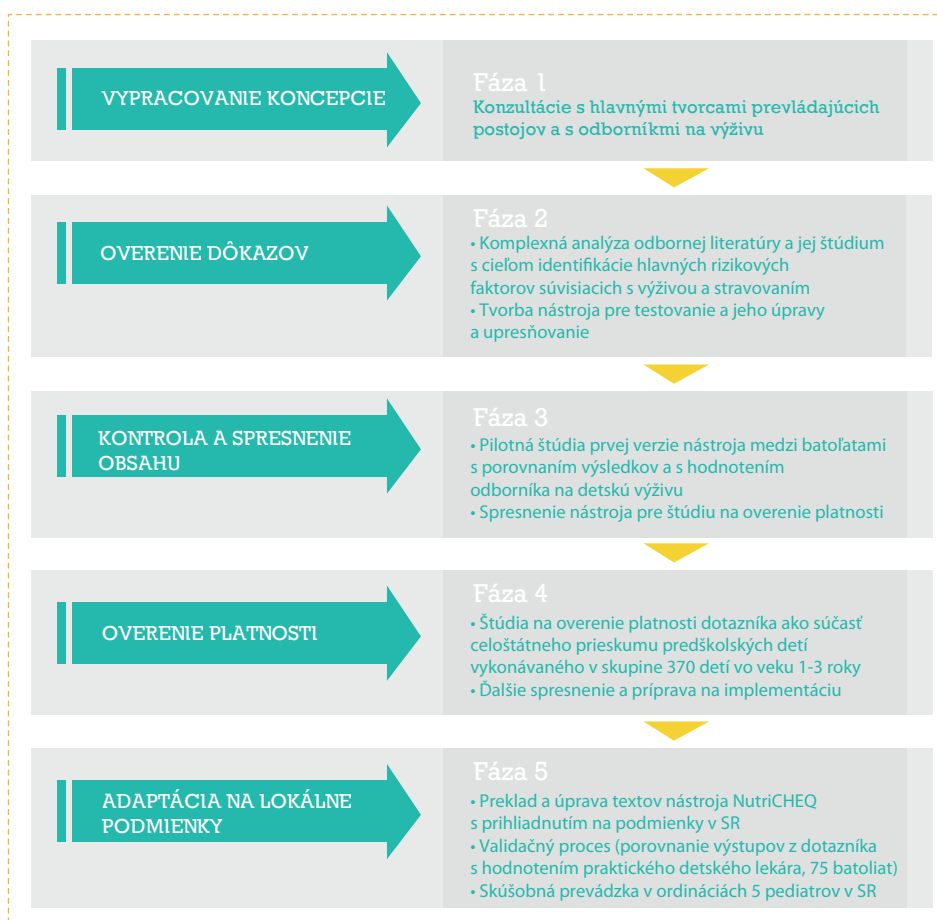 VYPRACOVANIE KONCEPCIE
Fáza 1
Konzultácie s hlavnými tvorcami prevládajúcich
postojov a s odborníkmi na výživu
OVERENIE DÔKAZOV
Fáza 2
• Komplexná analýza odbornej literatúry a jej štúdium
s cieľom identifikácie hlavných rizikových
faktorov súvisiacich s výživou a stravovaním
• Tvorba nástroja pre testovanie a jeho úpravy
a upresňovanie
KONTROLA A SPRESNENIE
OBSAHU
Fáza 3
• Pilotná štúdia prvej verzie nástroja medzi batoľatami
s porovnaním výsledkov a s hodnotením
odborníka na detskú výživu
• Spresnenie nástroja pre štúdiu na overenie platnosti
OVERENIE PLATNOSTI
Fáza 4
• Štúdia na overenie platnosti dotazníka ako súčasť
celoštátneho prieskumu predškolských detí
vykonávaného v skupine 370 detí vo veku 1-3 roky
• Ďalšie spresnenie a príprava na implementáciu
ADAPTÁCIA NA LOKÁLNE
PODMIENKY
Fáza 5
• Preklad a úprava textov nástroja NutriCHEQ
s prihliadnutím na podmienky v SR
• Validačný proces (porovnanie výstupov z dotazníka
s hodnotením praktického detského lekára, 75 batoliat)
• Skúšobná prevádzka v ordináciách 5 pediatrov v SR